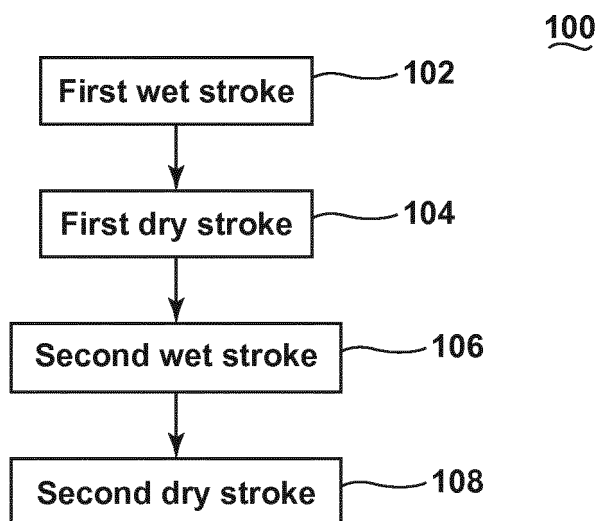 100
First wet stroke 102
First dry stroke 104
Second wet stroke 106
Second dry stroke 108